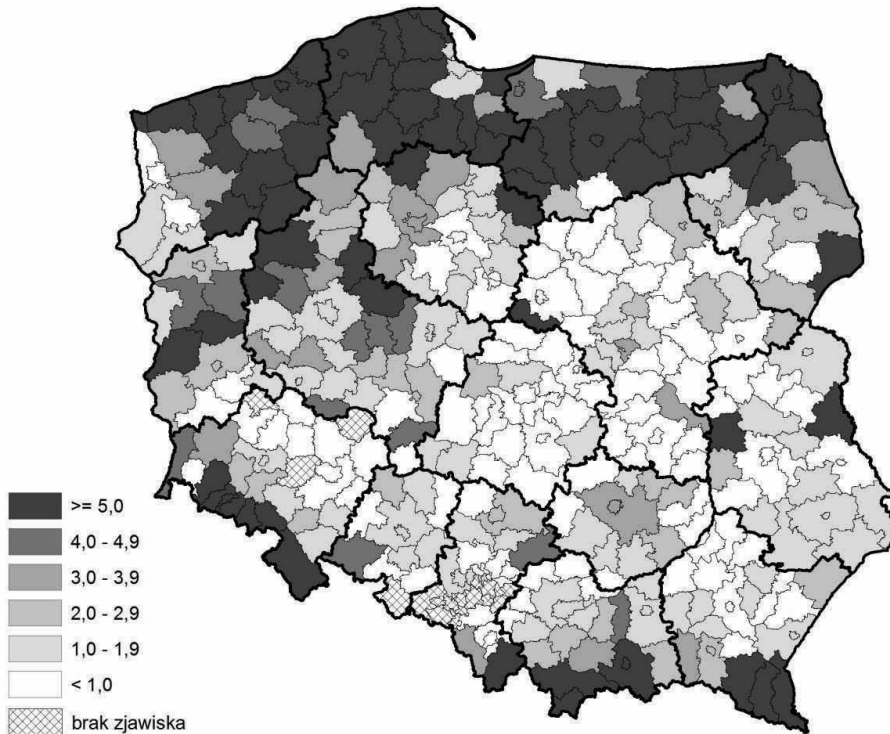 >= 5,0
4,0 - 4,9
3,0 - 3,9
2,0 - 2,9
1,0 - 1,9
< 1,0
brak zjawiska